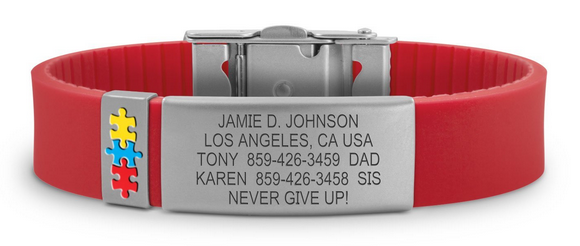 JAMIE D. JOHNSON
LOS ANGELES, CA USA
TONY 859-426-3459 DAD
KAREN 859-426-3458 SIS
NEVER GIVE UP!